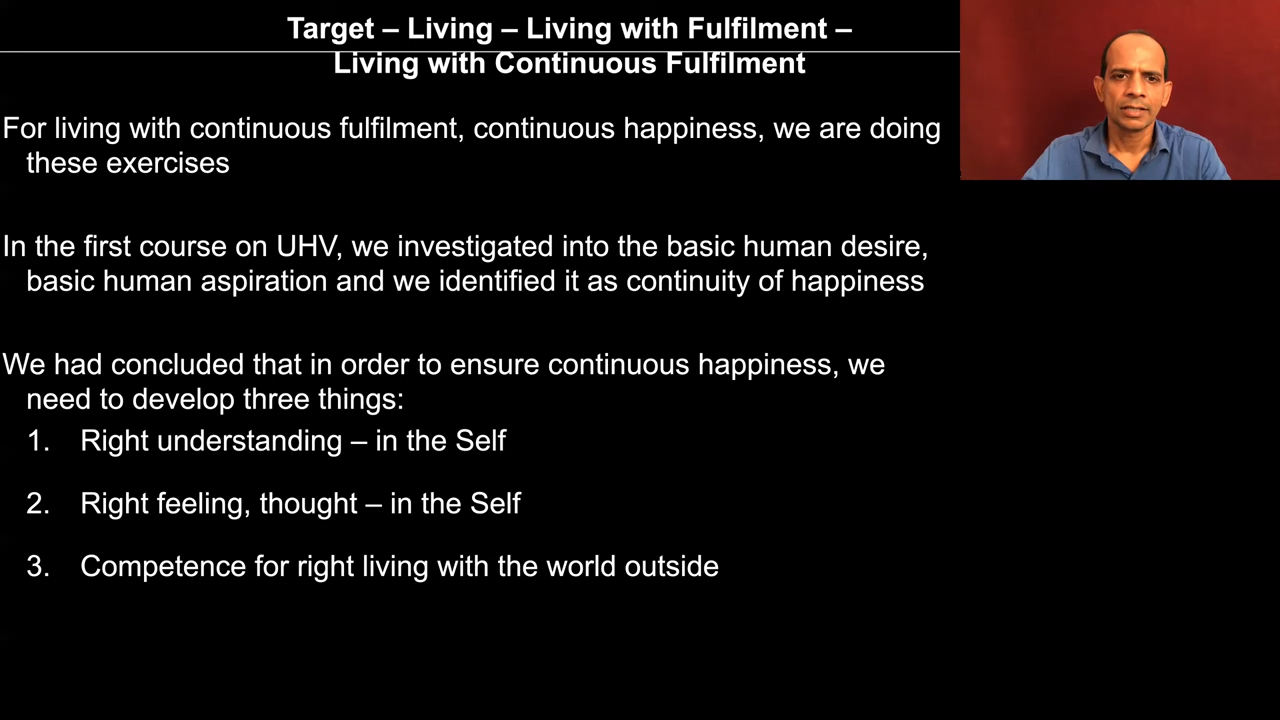 Target – Living – Living with Fulfilment –
Living with Continuous Fulfilment
For living with continuous fulfilment, continuous happiness, we are doing
these exercises
In the first course on UHV, we investigated into the basic human desire,
basic human aspiration and we identified it as continuity of happiness
We had concluded that in order to ensure continuous happiness, we
need to develop three things:
1. Right understanding – in the Self
2. Right feeling, thought – in the Self
3. Competence for right living with the world outside